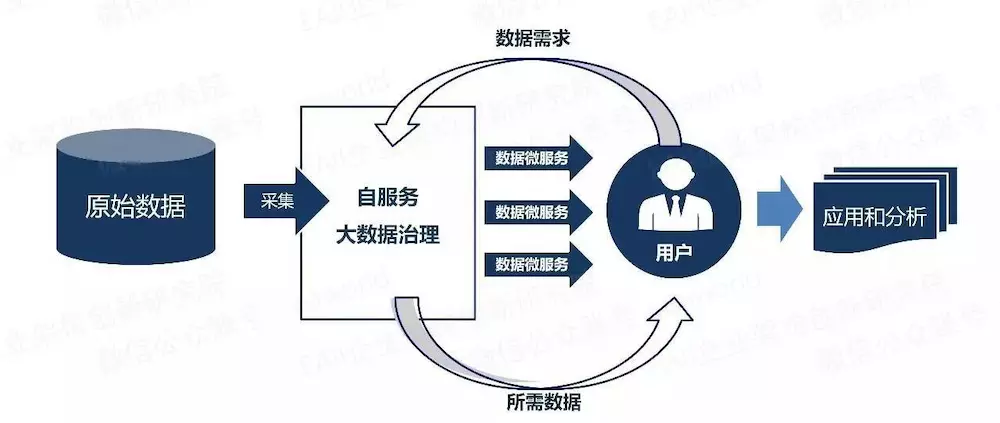 数据需求
原始数据
采集
自服务
大数据治理
数据微服务
数据微服务
数据微服务
用户
应用和分析
所需数据